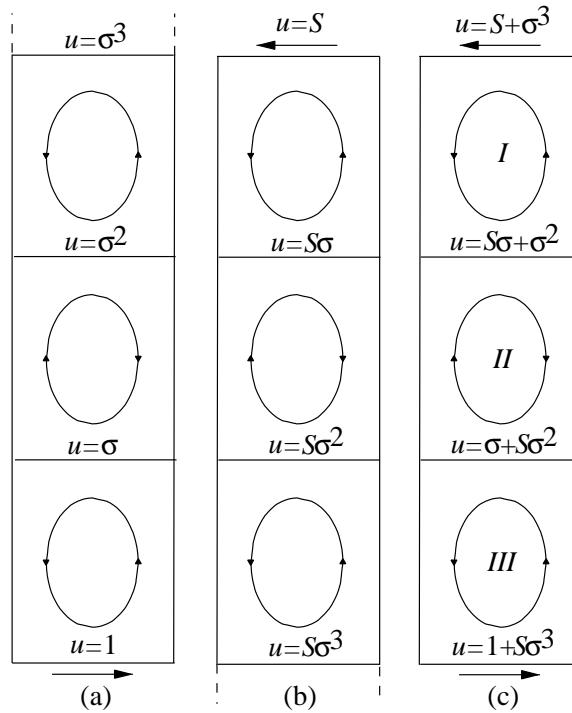 u=σ³
u=σ²
u=σ
u=1
(a)
u=S
u=Sσ
u=Sσ²
u=Sσ³
(b)
u=S+σ³
I
u=Sσ+σ²
II
u=σ+Sσ²
III
u=1+Sσ³
(c)